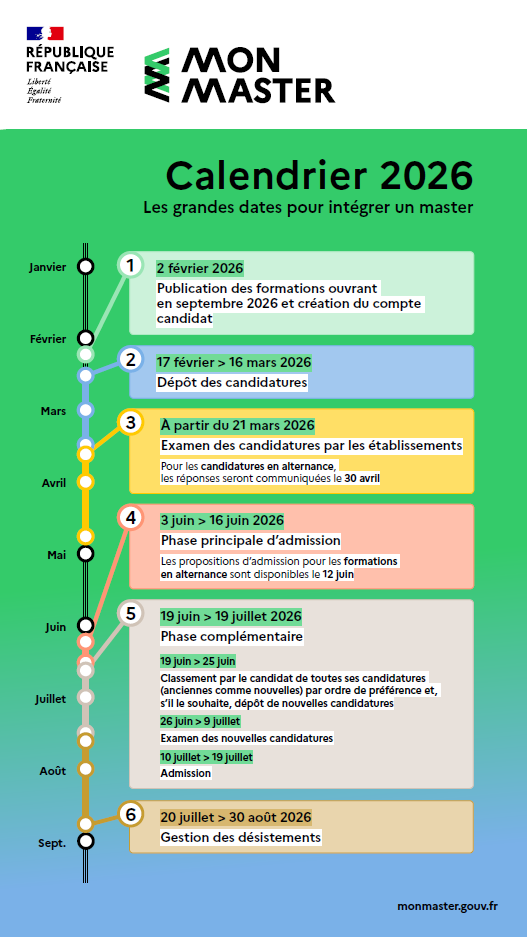 RÉPUBLIQUE
FRANÇAISE
Liberté
Égalité
Fraternité
MON
MASTER
Calendrier 2026
Les grandes dates pour intégrer un master
Janvier
Février
Mars
Avril
Mai
Juin
Juillet
Août
Sept.
1
2 février 2026
Publication des formations ouvrant
en septembre 2026 et création du compte
candidat
2
17 février > 16 mars 2026
Dépôt des candidatures
3
À partir du 21 mars 2026
Examen des candidatures par les établissements
Pour les candidatures en alternance,
les réponses seront communiquées le 30 avril
4
3 juin > 16 juin 2026
Phase principale d’admission
Les propositions d’admission pour les formations
en alternance sont disponibles le 12 juin
5
19 juin > 19 juillet 2026
Phase complémentaire
19 juin > 25 juin
Classement par le candidat de toutes ses candidatures
(anciennes comme nouvelles) par ordre de préférence et,
s’il le souhaite, dépôt de nouvelles candidatures
26 juin > 9 juillet
Examen des nouvelles candidatures
10 juillet > 19 juillet
Admission
6
20 juillet > 30 août 2026
Gestion des désistements
monmaster.gouv.fr